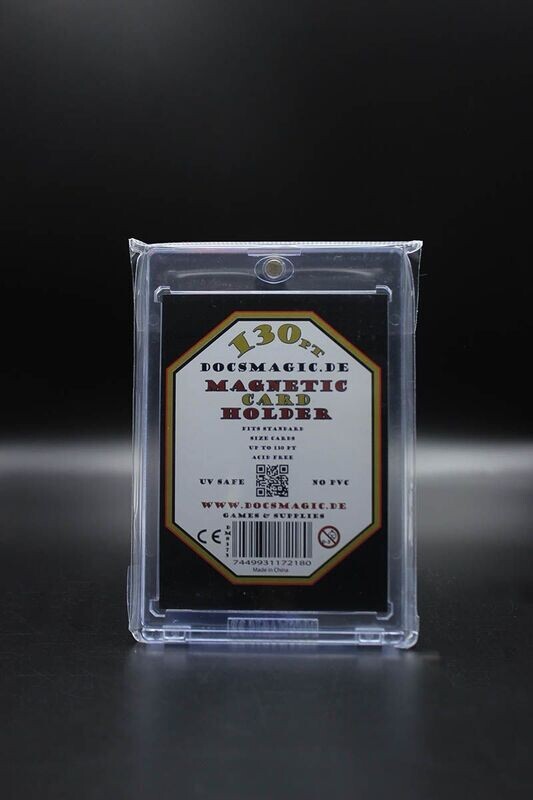 130PT
DOCSMAGIC.DE
MAGNETIC
CARD
HOLDER
FITS STANDARD
SIZE CARDS
UP TO 130 PT
ACID FREE
UV SAFE
NO PVC
WWW.DOCSMAGIC.DE
GAMES & SUPPLIES
CE
7449931172180
Made in China